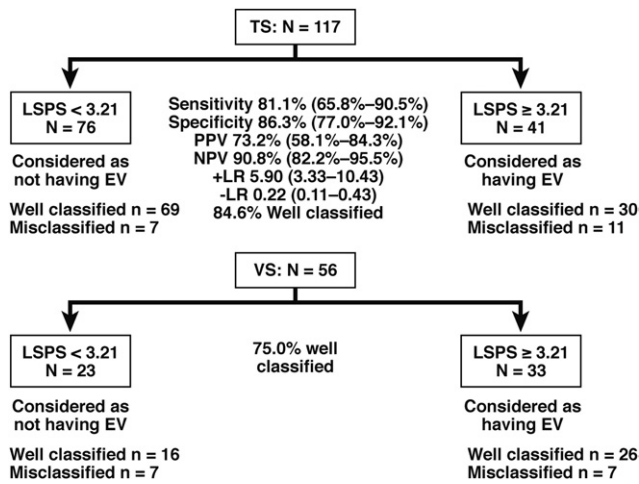 TS: N = 117
LSPS < 3.21
N = 76
Considered as
not having EV
Well classified n = 69
Misclassified n = 7
Sensitivity 81.1% (65.8%–90.5%)
Specificity 86.3% (77.0%–92.1%)
PPV 73.2% (58.1%–84.3%)
NPV 90.8% (82.2%–95.5%)
+LR 5.90 (3.33–10.43)
-LR 0.22 (0.11–0.43)
84.6% Well classified
LSPS ≥ 3.21
N = 41
Considered as
having EV
Well classified n = 30
Misclassified n = 11
VS: N = 56
LSPS < 3.21
N = 23
Considered as
not having EV
Well classified n = 16
Misclassified n = 7
75.0% well
classified
LSPS ≥ 3.21
N = 33
Considered as
having EV
Well classified n = 26
Misclassified n = 7